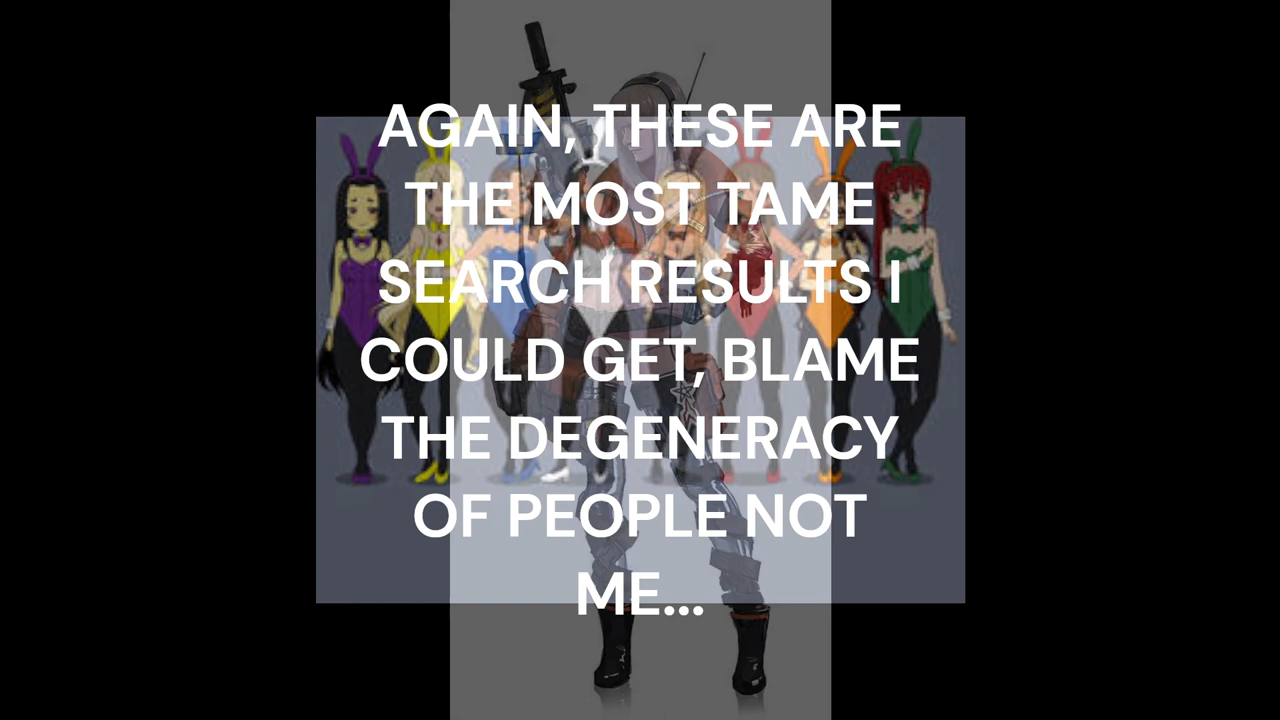 AGAIN, THESE ARE
THE MOST TAME
SEARCH RESULTS I
COULD GET, BLAME
THE DEGENERACY
OF PEOPLE NOT
ME...